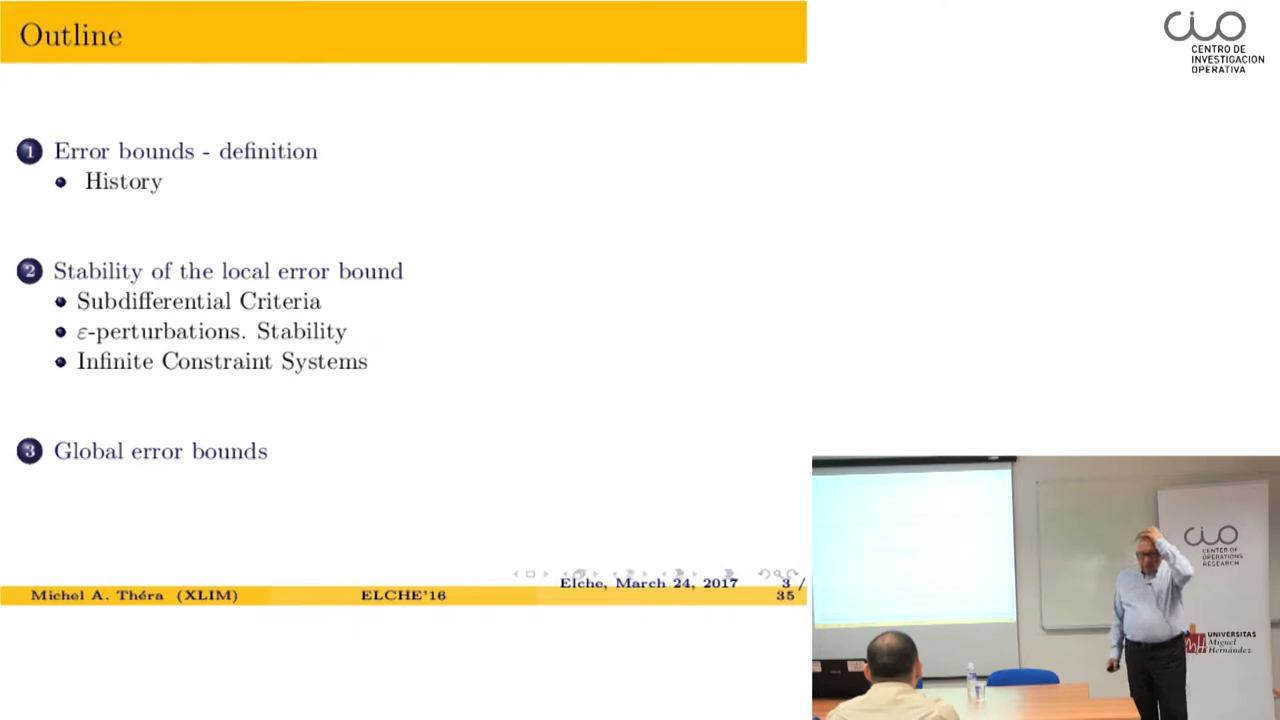 Outline
1 Error bounds - definition
History
2 Stability of the local error bound
Subdifferential Criteria
ε-perturbations. Stability
Infinite Constraint Systems
3 Global error bounds
Elche, March 24, 2017 3 /
Michel A. Théra (XLIM) ELCHE'16 35
CIO
CENTRO DE
INVESTIGACION
OPERATIVA
CIO
CENTER OF
OPERATIONS
RESEARCH
UNIVERSITAS
Miguel
Hernández